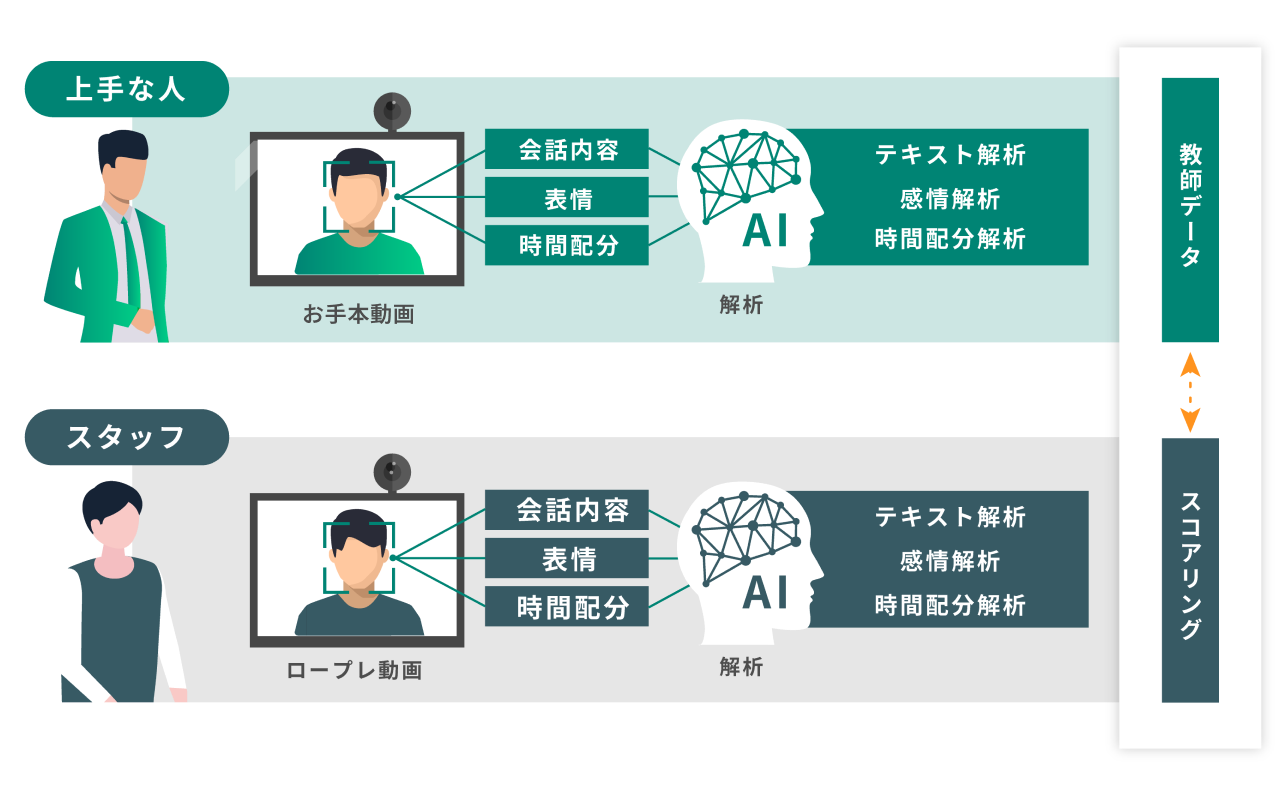 上手な人
会話内容
表情
時間配分
お手本動画
AI
解析
テキスト解析
感情解析
時間配分解析
教師データ
スタッフ
会話内容
表情
時間配分
ロープレ動画
AI
解析
テキスト解析
感情解析
時間配分解析
スコアリング